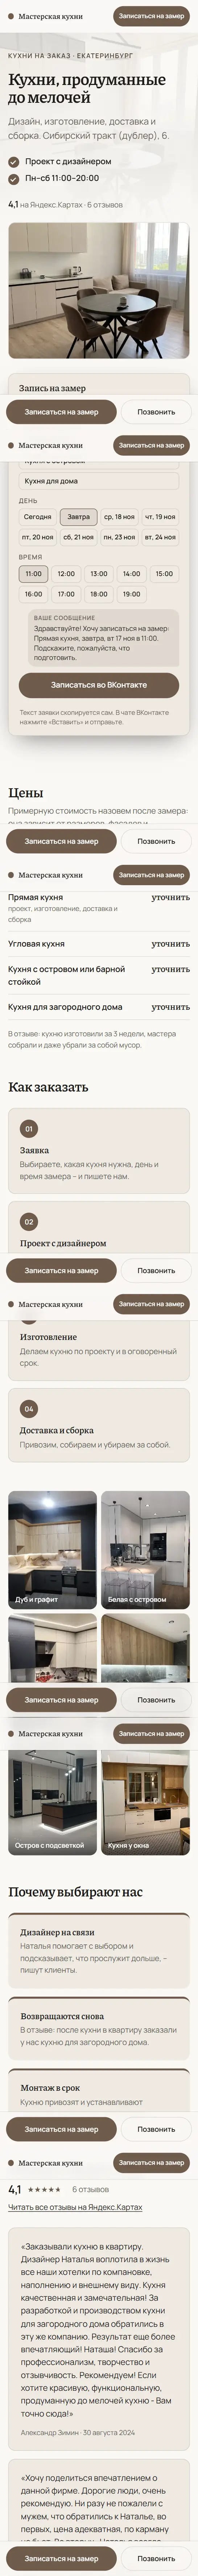 Мастерская кухни
Записаться на замер
КУХНИ НА ЗАКАЗ · ЕКАТЕРИНБУРГ
Кухни, продуманные
до мелочей
Дизайн, изготовление, доставка и
сборка. Сибирский тракт (дублер), 6.
Проект с дизайнером
Пн–сб 11:00–20:00
4,1 на Яндекс.Картах · 6 отзывов
Запись на замер
Записаться на замер
Позвонить
Мастерская кухни
Записаться на замер
Кухня для дома
ДЕНЬ
Сегодня
Завтра
ср, 18 ноя
чт, 19 ноя
пт, 20 ноя
сб, 21 ноя
пн, 23 ноя
вт, 24 ноя
ВРЕМЯ
11:00
12:00
13:00
14:00
15:00
16:00
17:00
18:00
19:00
ВАШЕ СООБЩЕНИЕ
Здравствуйте! Хочу записаться на замер:
Прямая кухня, завтра, вт 17 ноя в 11:00.
Подскажите, пожалуйста, что
подготовить.
Записаться во ВКонтакте
Текст заявки скопируется сам. В чате ВКонтакте
нажмите «Вставить» и отправьте.
Цены
Примерную стоимость назовем после замера:
Записаться на замер
Позвонить
Мастерская кухни
Записаться на замер
Прямая кухня
уточнить
проект, изготовление, доставка и
сборка
Угловая кухня
уточнить
Кухня с островом или барной
стойкой
уточнить
Кухня для загородного дома
уточнить
В отзыве: кухню изготовили за 3 недели, мастера
собрали и даже убрали за собой мусор.
Как заказать
01
Заявка
Выбираете, какая кухня нужна, день и
время замера – и пишете нам.
02
Проект с дизайнером
Записаться на замер
Позвонить
Мастерская кухни
Записаться на замер
Изготовление
Делаем кухню по проекту и в оговоренный
срок.
04
Доставка и сборка
Привозим, собираем и убираем за собой.
Дуб и графит
Белая с островом
Записаться на замер
Позвонить
Мастерская кухни
Записаться на замер
Остров с подсветкой
Кухня у окна
Почему выбирают нас
Дизайнер на связи
Наталья помогает с выбором и
подсказывает, что прослужит дольше, –
пишут клиенты.
Возвращаются снова
В отзыве: после кухни в квартиру заказали
у нас кухню для загородного дома.
Монтаж в срок
Кухню привозят и устанавливают
Записаться на замер
Позвонить
Мастерская кухни
Записаться на замер
4,1 ★★★★★ 6 отзывов
Читать все отзывы на Яндекс.Картах
«Заказывали кухню в квартиру.
Дизайнер Наталья воплотила в жизнь
все наши хотелки по компановке,
наполнению и внешнему виду. Кухня
качественная и замечательная! За
разработкой и производством кухни
для загородного дома обратились в
эту же компанию. Результат еще более
впечатляющий! Наташа! Спасибо за
профессионализм, творчество и
отзывчивость. Рекомендуем! Если
хотите красивую, функциональную,
продуманную до мелочей кухню - Вам
точно сюда!»
Александр Зимин · 30 августа 2024
«Хочу поделиться впечатлением о
данной фирме. Дорогие люди, очень
рекомендую. Ни разу не пожалели с
мужем, что обратились к Наталье, во
первых, цена адекватная, по карману
Записаться на замер
Позвонить